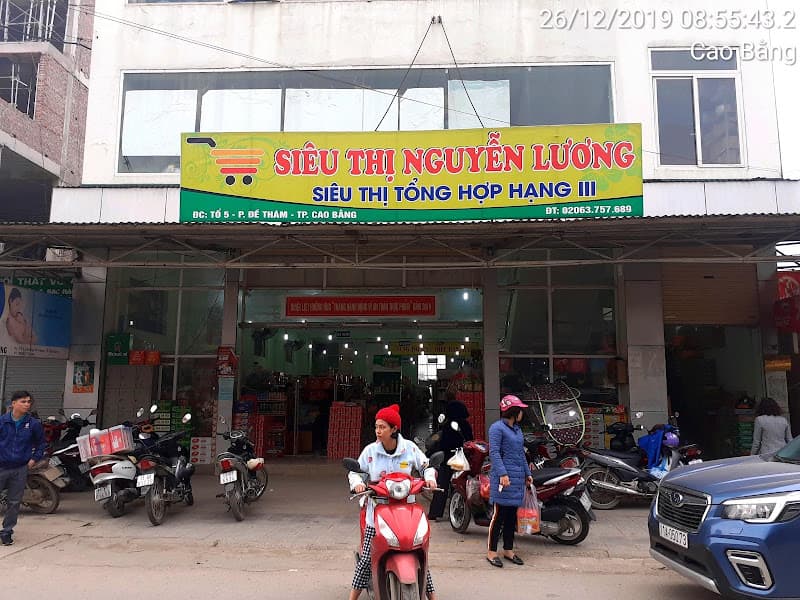 26/12/2019 08:55:43.2
Cao Bằng
SIÊU THỊ NGUYỄN LƯƠNG
SIÊU THỊ TỔNG HỢP HẠNG III
ĐC: TỔ 5 - P. ĐỀ THÁM - TP. CAO BẰNG
ĐT: 02063.757.689